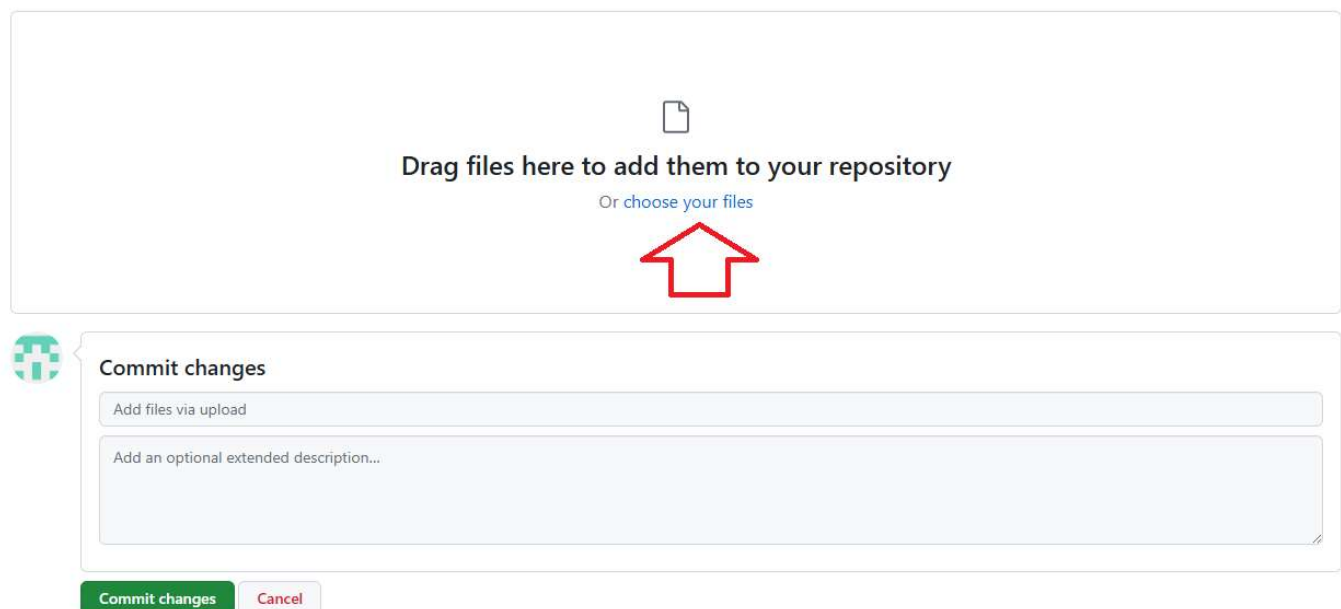 Drag files here to add them to your repository
Or choose your files
Commit changes
Add files via upload
Add an optional extended description...
Commit changes
Cancel